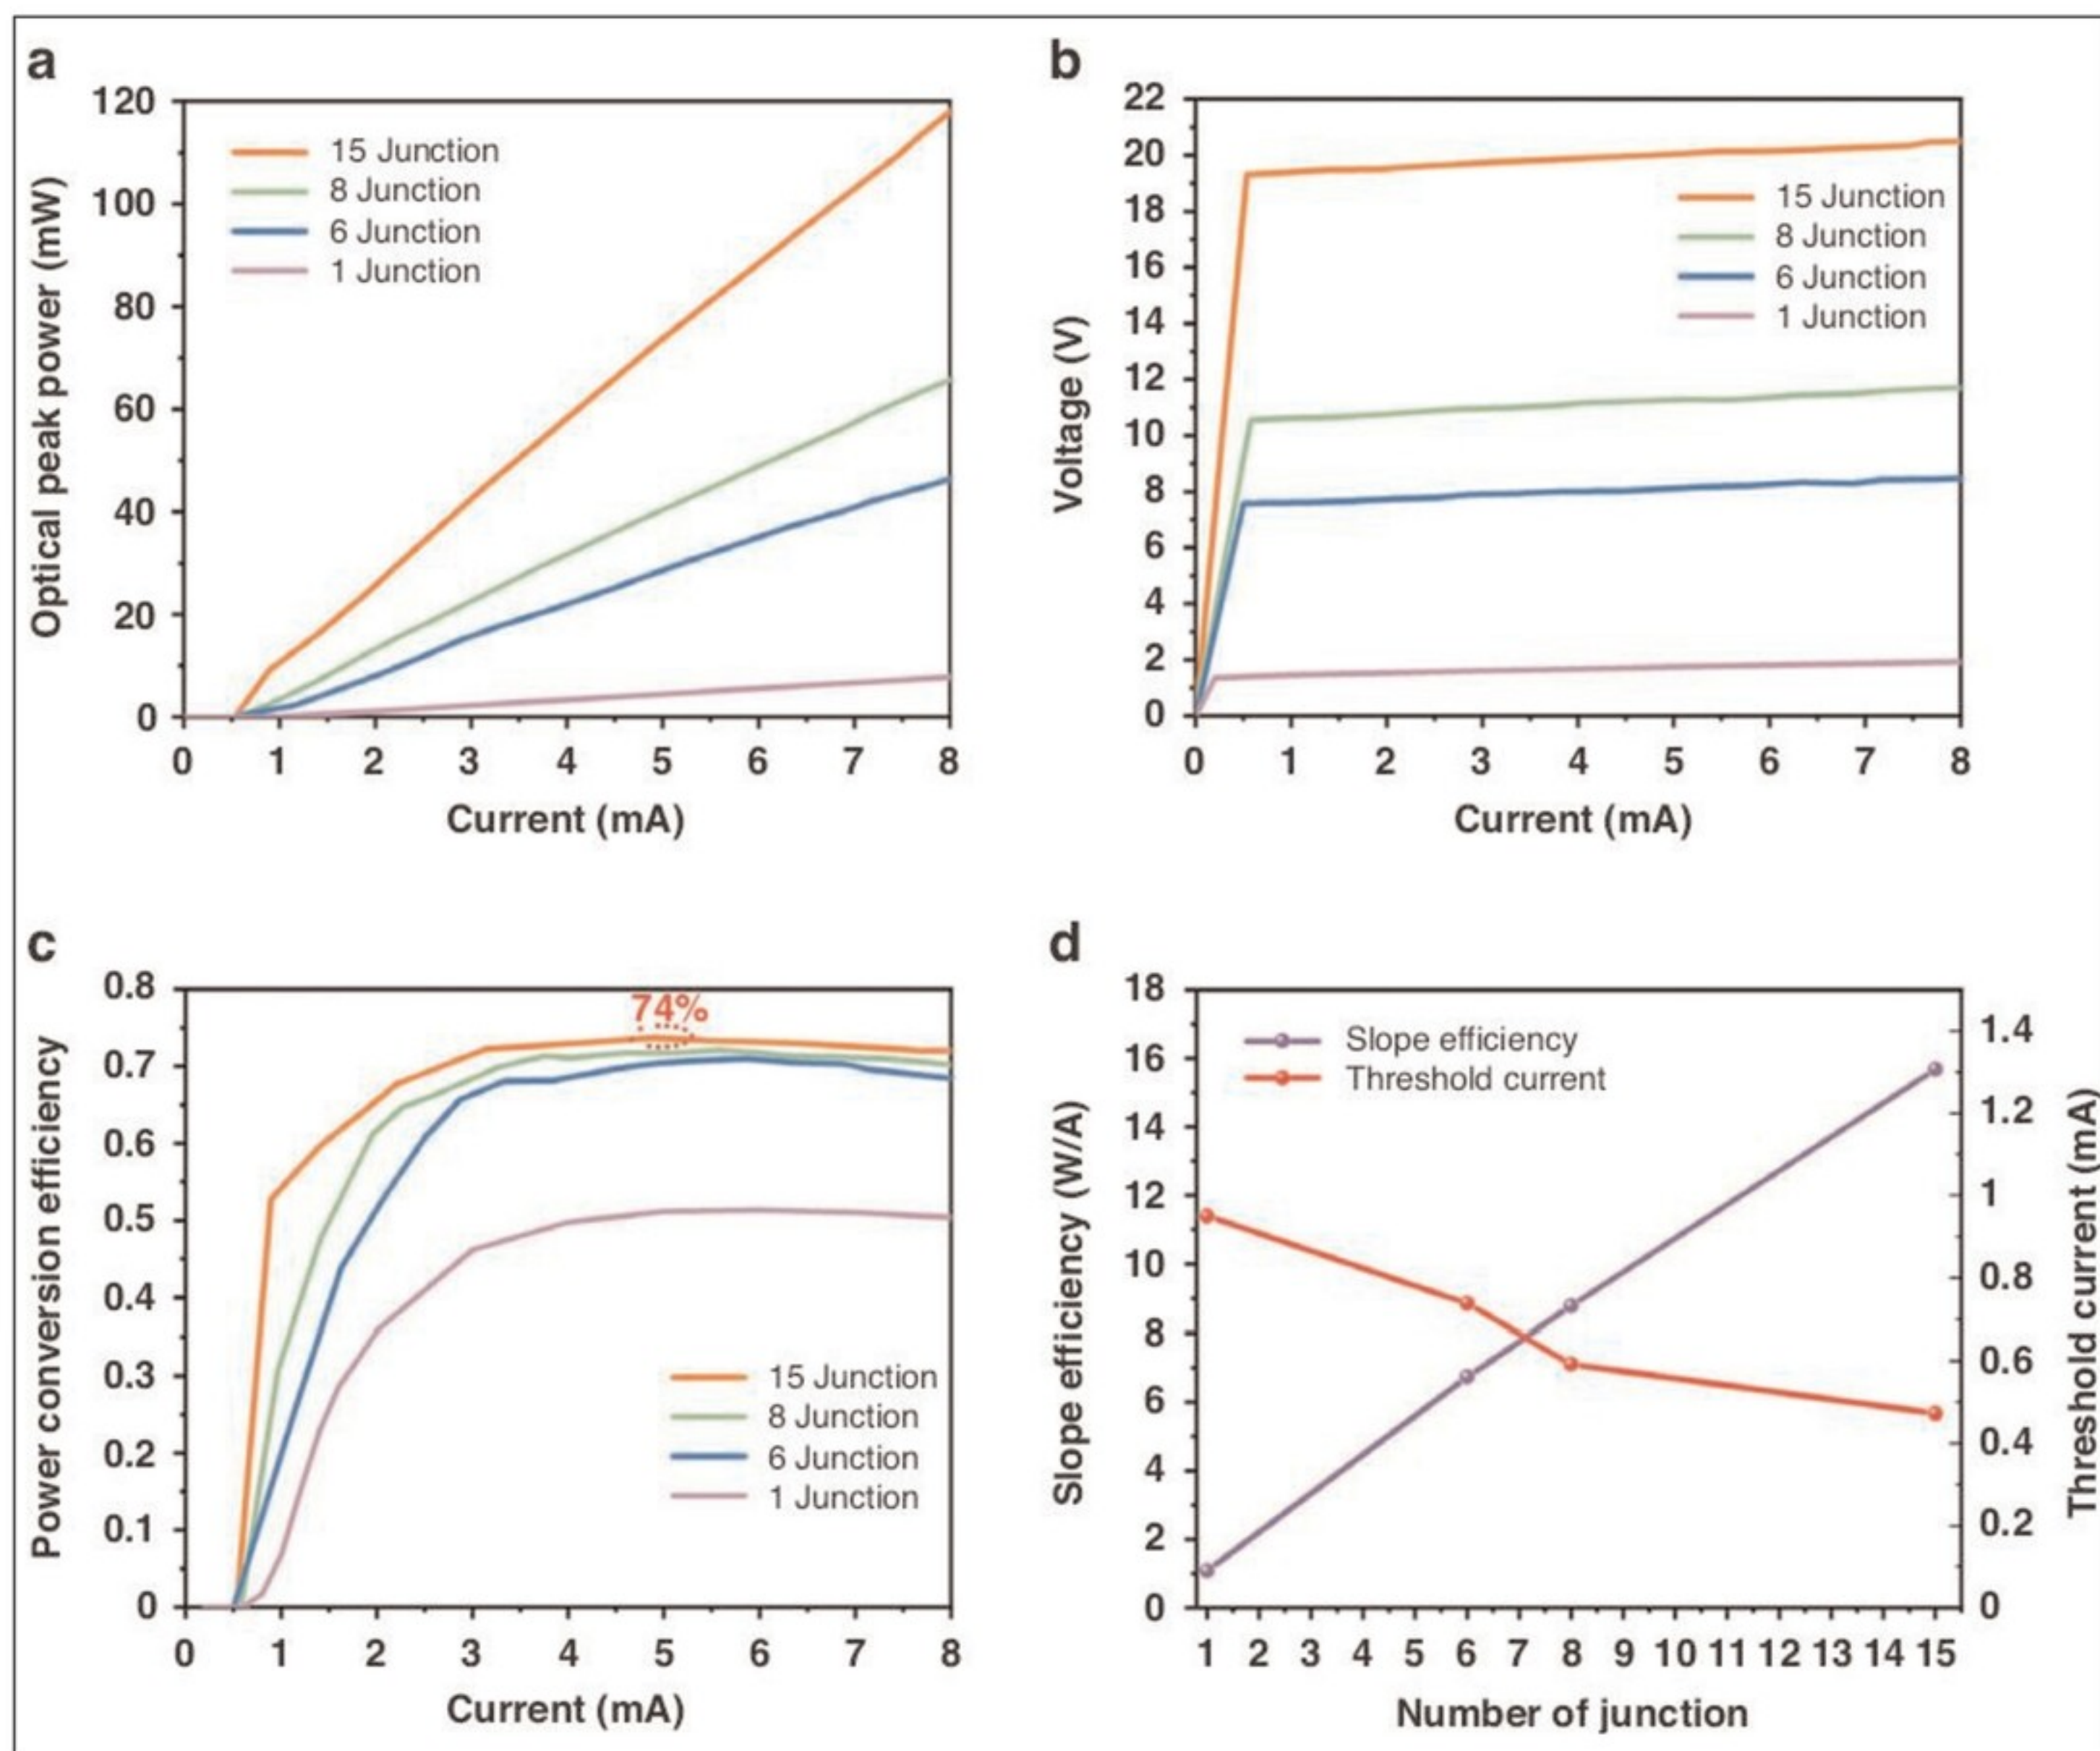 a
120
100
80
60
40
20
0
0 1 2 3 4 5 6 7 8
Optical peak power (mW)
Current (mA)
15 Junction
8 Junction
6 Junction
1 Junction
b
22
20
18
16
14
12
10
8
6
4
2
0
0 1 2 3 4 5 6 7 8
Voltage (V)
Current (mA)
15 Junction
8 Junction
6 Junction
1 Junction
c
0.8
0.7
0.6
0.5
0.4
0.3
0.2
0.1
0
0 1 2 3 4 5 6 7 8
Power conversion efficiency
Current (mA)
74%
15 Junction
8 Junction
6 Junction
1 Junction
d
18
16
14
12
10
8
6
4
2
0
1 2 3 4 5 6 7 8 9 10 11 12 13 14 15
Slope efficiency (W/A)
Number of junction
Slope efficiency
Threshold current
1.4
1.2
1
0.8
0.6
0.4
0.2
0
Threshold current (mA)